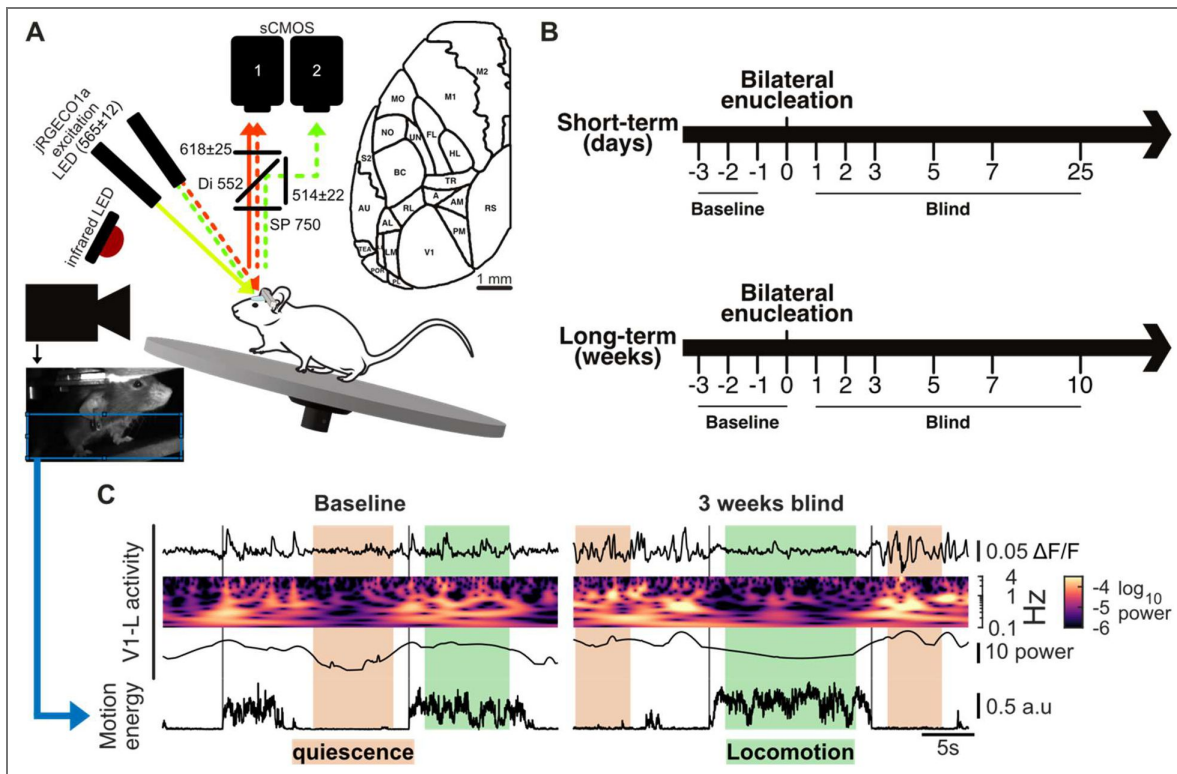 A
sCMOS
1
2
jRGECO1a
excitation
LED (565±12)
infrared LED
618±25
Di 552
514±22
SP 750
M2
M1
MO
NO
UN
FL
HL
S2
BC
TR
A
AM
RS
AU
RL
PM
AL
TEA
LM
V1
POR
PL
1 mm
B
Bilateral
enucleation
Short-term
(days)
-3 -2 -1 0 1 2 3 5 7 25
Baseline
Blind
Bilateral
enucleation
Long-term
(weeks)
-3 -2 -1 0 1 2 3 5 7 10
Baseline
Blind
C
Baseline
3 weeks blind
V1-L activity
0.05 ΔF/F
4
1
0.1
Hz
-4
-5
-6
log10
power
10 power
Motion
energy
0.5 a.u
5s
quiescence
Locomotion